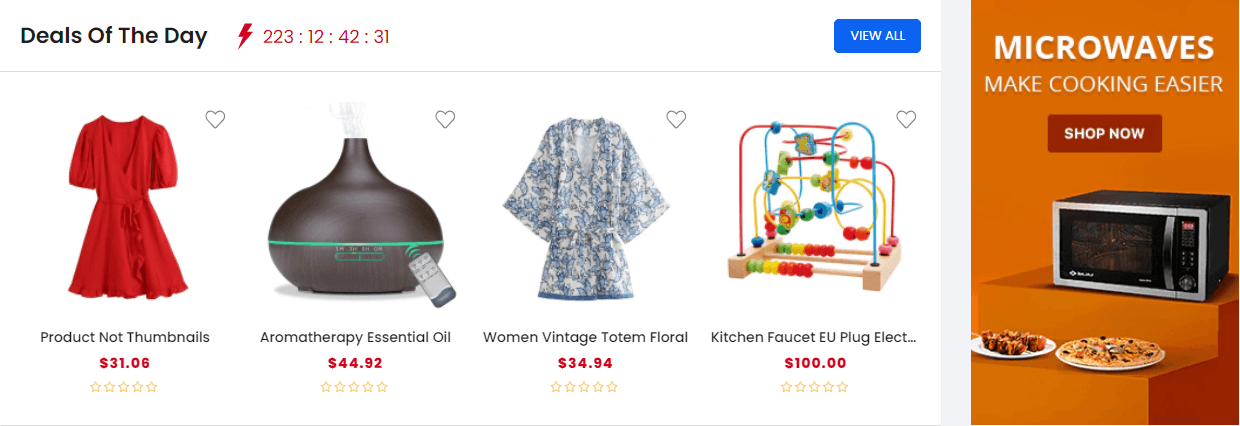 Deals Of The Day
223 : 12 : 42 : 31
VIEW ALL
Product Not Thumbnails
$31.06
Aromatherapy Essential Oil
$44.92
Women Vintage Totem Floral
$34.94
Kitchen Faucet EU Plug Elect...
$100.00
MICROWAVES
MAKE COOKING EASIER
SHOP NOW
BAJAJ